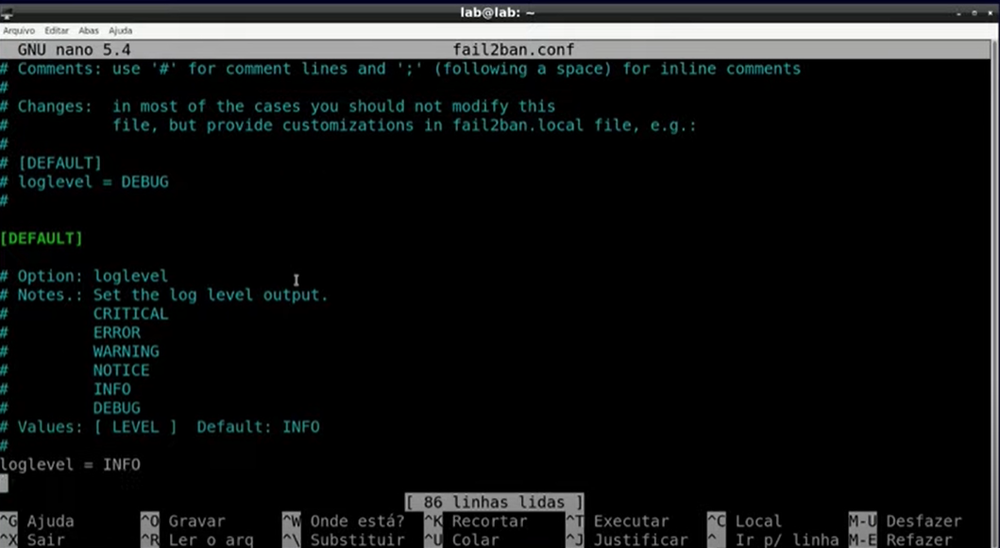 lab@lab: ~
Arquivo Editar Abas Ajuda
GNU nano 5.4 fail2ban.conf
# Comments: use '#' for comment lines and ';' (following a space) for inline comments
#
# Changes:  in most of the cases you should not modify this
#           file, but provide customizations in fail2ban.local file, e.g.:
#
# [DEFAULT]
# loglevel = DEBUG
#
[DEFAULT]
# Option: loglevel
# Notes.: Set the log level output.
#         CRITICAL
#         ERROR
#         WARNING
#         NOTICE
#         INFO
#         DEBUG
# Values: [ LEVEL ]  Default: INFO
#
loglevel = INFO
[ 86 linhas lidas ]
^G Ajuda ^O Gravar ^W Onde está? ^K Recortar ^T Executar ^C Local M-U Desfazer
^X Sair ^R Ler o arq ^\ Substituir ^U Colar ^J Justificar ^_ Ir p/ linha M-E Refazer